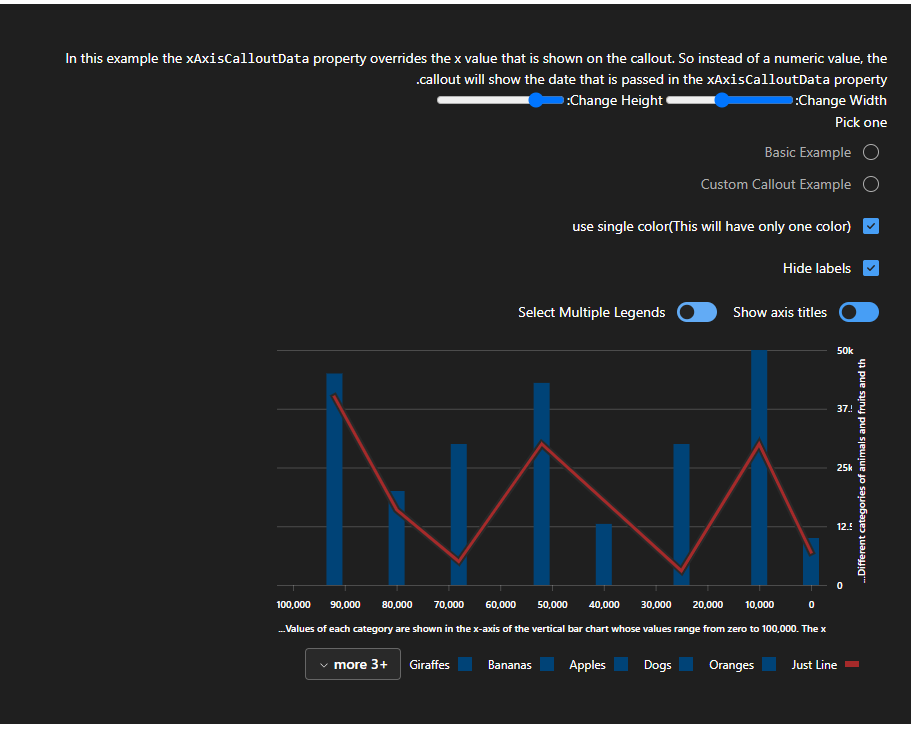 In this example the xAxisCalloutData property overrides the x value that is shown on the callout. So instead of a numeric value, the
.callout will show the date that is passed in the xAxisCalloutData property
:Change Height :Change Width
Pick one
Basic Example
Custom Callout Example
use single color(This will have only one color)
Hide labels
Select Multiple Legends Show axis titles
50k
37.5
25k
12.5
0
...Different categories of animals and fruits and th
100,000 90,000 80,000 70,000 60,000 50,000 40,000 30,000 20,000 10,000 0
...Values of each category are shown in the x-axis of the vertical bar chart whose values range from zero to 100,000. The x
more 3+ Giraffes Bananas Apples Dogs Oranges Just Line